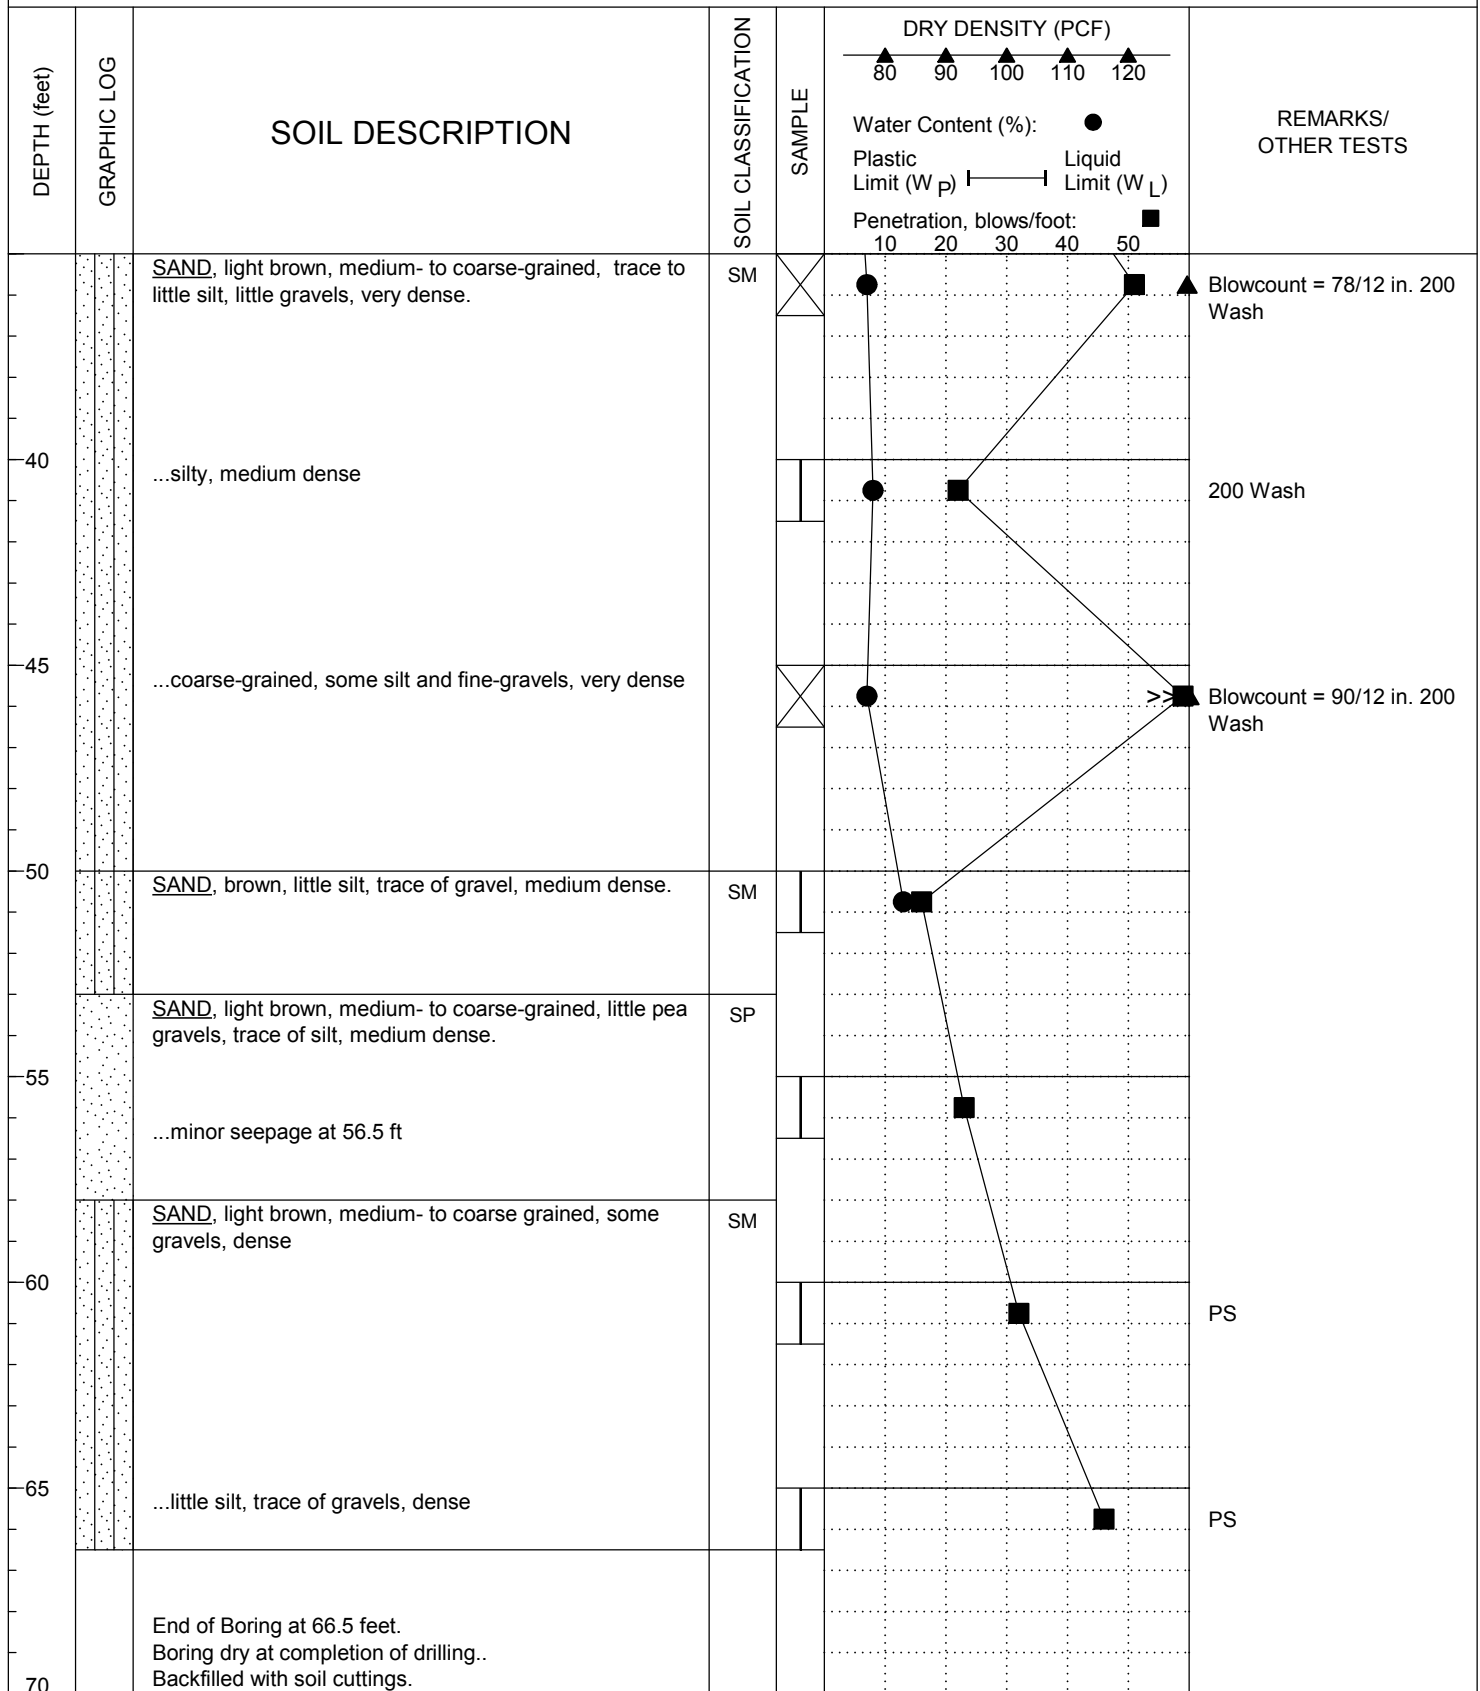 DEPTH (feet)
GRAPHIC LOG
SOIL DESCRIPTION
SOIL CLASSIFICATION
SAMPLE
DRY DENSITY (PCF)
80 90 100 110 120
Water Content (%):
Plastic
Limit (W P)
Liquid
Limit (W L)
Penetration, blows/foot:
10 20 30 40 50
REMARKS/
OTHER TESTS
SAND, light brown, medium- to coarse-grained, trace to
little silt, little gravels, very dense.
SM
Blowcount = 78/12 in. 200
Wash
40
...silty, medium dense
200 Wash
45
...coarse-grained, some silt and fine-gravels, very dense
>>
Blowcount = 90/12 in. 200
Wash
50
SAND, brown, little silt, trace of gravel, medium dense.
SM
SAND, light brown, medium- to coarse-grained, little pea
gravels, trace of silt, medium dense.
SP
55
...minor seepage at 56.5 ft
SAND, light brown, medium- to coarse grained, some
gravels, dense
SM
60
PS
65
...little silt, trace of gravels, dense
PS
End of Boring at 66.5 feet.
Boring dry at completion of drilling..
Backfilled with soil cuttings.
70